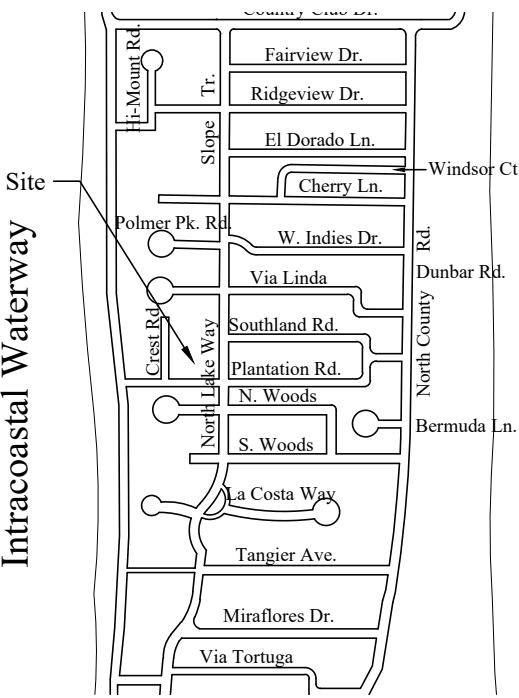 Country Club Dr.
Hi-Mount Rd.
Fairview Dr.
Slope Tr.
Ridgeview Dr.
El Dorado Ln.
Windsor Ct
Site
Cherry Ln.
Polmer Pk. Rd.
W. Indies Dr.
North County Rd.
Dunbar Rd.
Via Linda
Intracoastal Waterway
Crest Rd
North Lake Way
Southland Rd.
Plantation Rd.
N. Woods
Bermuda Ln.
S. Woods
La Costa Way
Tangier Ave.
Miraflores Dr.
Via Tortuga